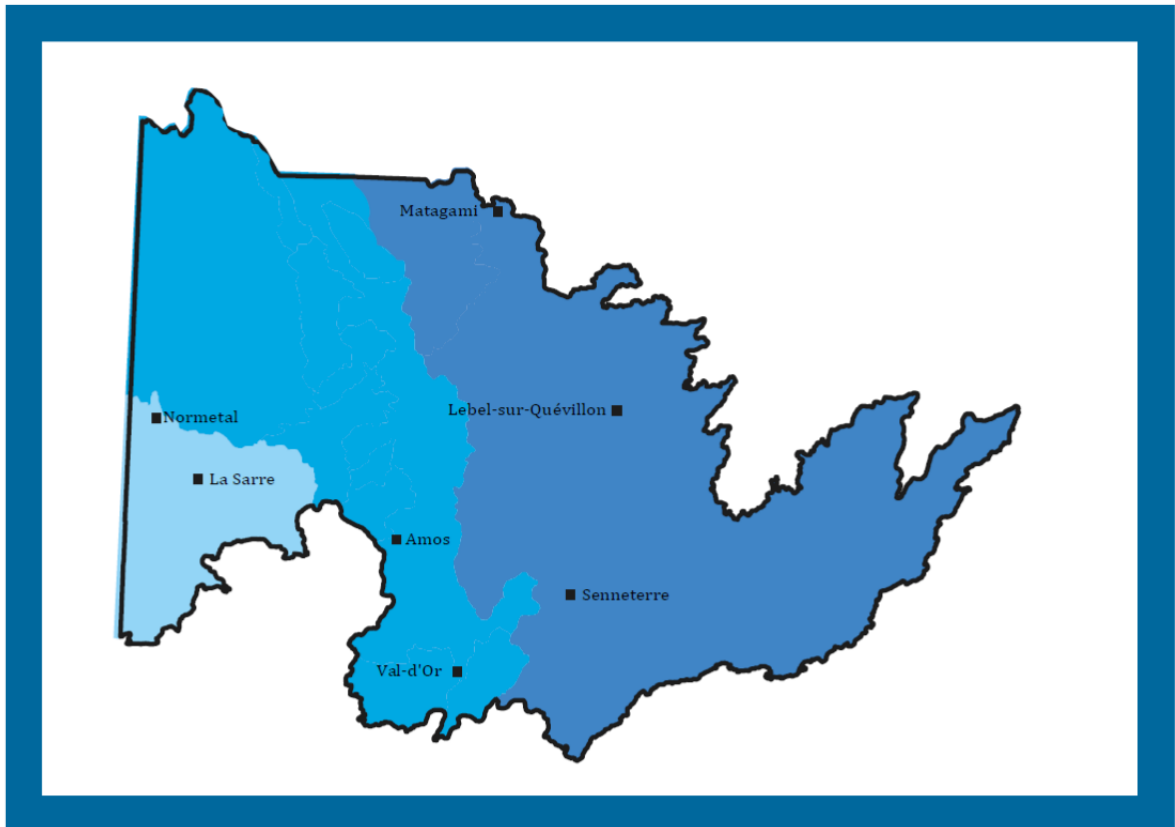 Matagami
Lebel-sur-Quévillon
Normetal
La Sarre
Amos
Senneterre
Val-d'Or